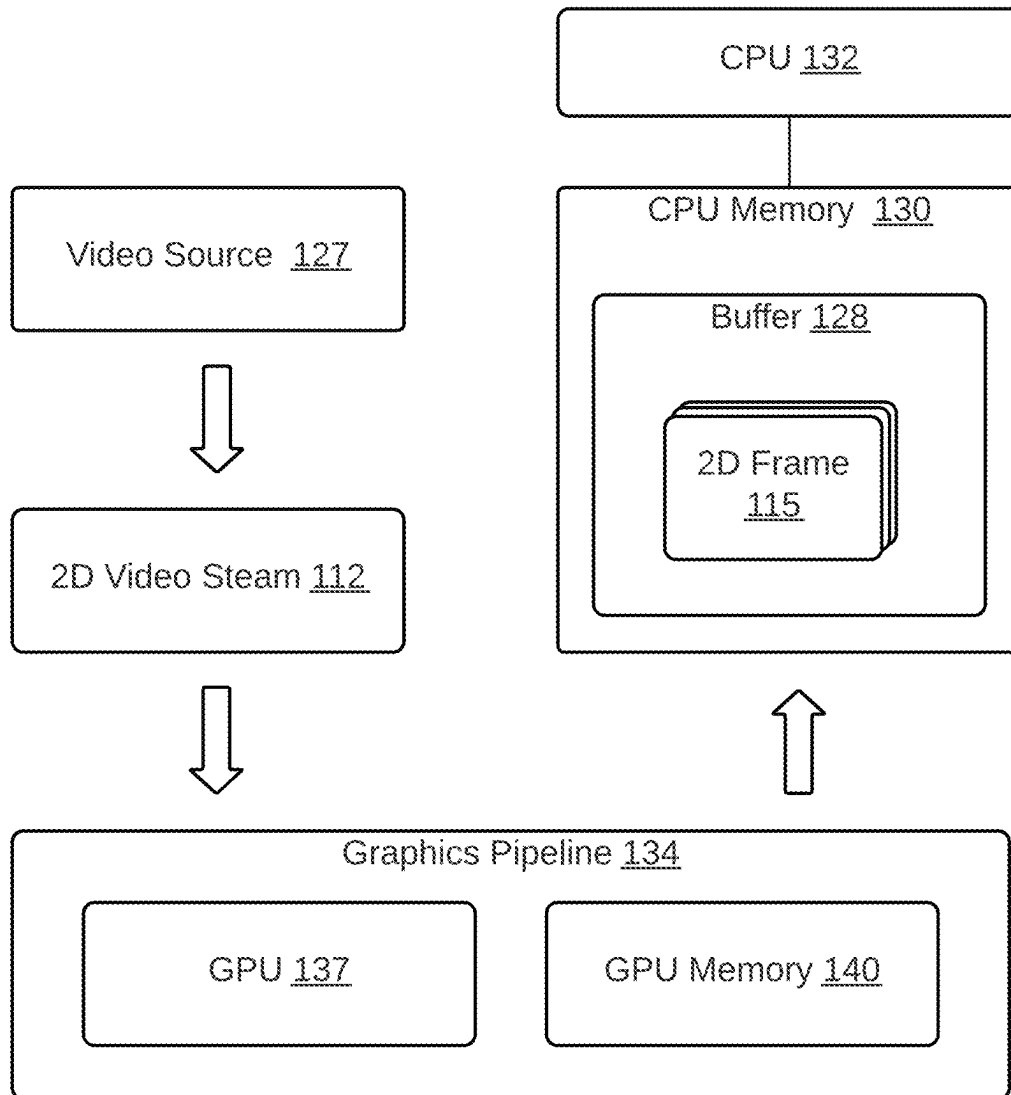 CPU 132
CPU Memory 130
Video Source 127
Buffer 128
2D Frame
115
2D Video Steam 112
Graphics Pipeline 134
GPU 137
GPU Memory 140